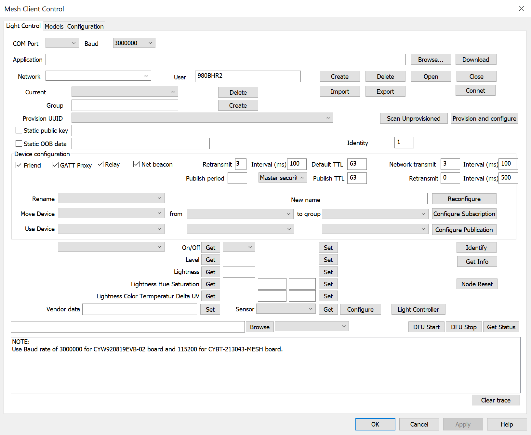 Mesh Client Control
Light Control Models Configuration
COM Port Baud 3000000
Application Browse... Download
Network User 980BHR2 Create Delete Open Close
Import Export Connet
Current Delete
Group Create
Provision UUID Scan Unprovisioned Provision and configure
Static public key
Static OOB data Identity 1
Device configuration
Friend GATT Proxy Relay Net beacon Retransmit 3 Interval (ms) 100 Default TTL 63 Network transmit 3 Interval (ms) 100
Publish period Master securit Publish TTL 63 Retransmit 0 Interval (ms) 500
Rename New name Reconfigure
Move Device from to group Configure Subscription
Use Device Configure Publication
On/Off Get Set Identify
Level Get Set Get Info
Lightness Get Set
Lightness Hue Saturation Get Set Node Reset
Lightness Color Termperatur Delta UV Get Set
Vendor data Set Sensor Get Configure Light Controller
Browse DFU Start DFU Stop Get Status
NOTE:
Use Baud rate of 3000000 for CYW920819EVB-02 board and 115200 for CYBT-213043-MESH board.
Clear trace
OK Cancel Apply Help